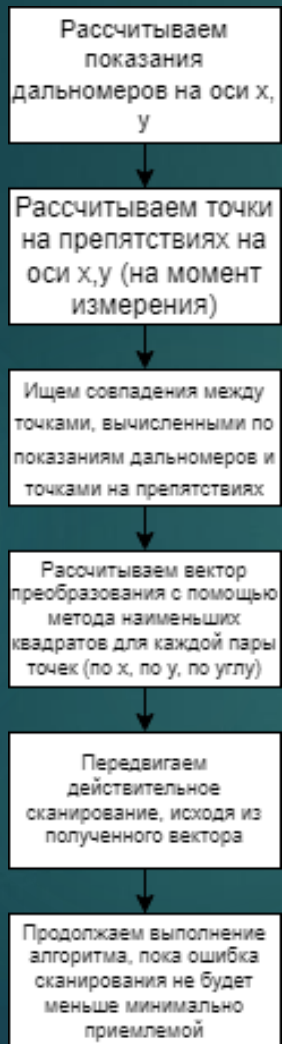 Рассчитываем
показания
дальномеров на оси x,
y
Рассчитываем точки
на препятствиях на
оси x,y (на момент
измерения)
Ищем совпадения между
точками, вычисленными по
показаниям дальномеров и
точками на препятствиях
Рассчитываем вектор
преобразования с помощью
метода наименьших
квадратов для каждой пары
точек (по x, по y, по углу)
Передвигаем
действительное
сканирование, исходя из
полученного вектора
Продолжаем выполнение
алгоритма, пока ошибка
сканирования не будет
меньше минимально
приемлемой